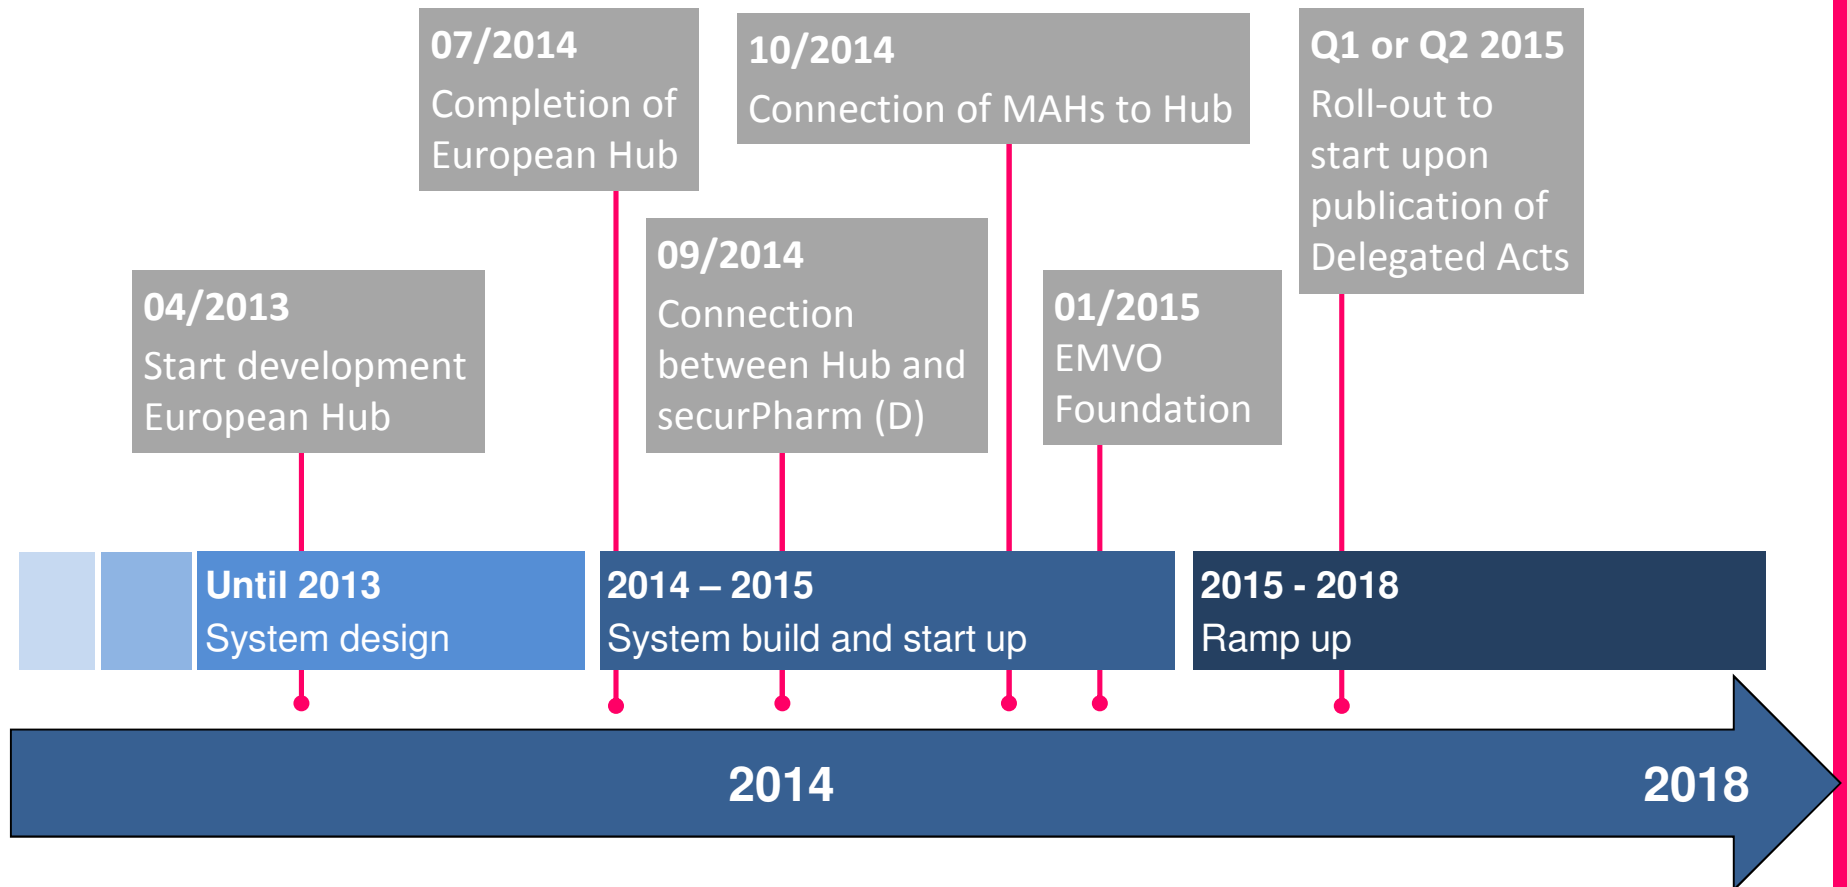 07/2014
Completion of
European Hub
10/2014
Connection of MAHs to Hub
Q1 or Q2 2015
Roll-out to
start upon
publication of
Delegated Acts
04/2013
Start development
European Hub
09/2014
Connection
between Hub and
securPharm (D)
01/2015
EMVO
Foundation
Until 2013
System design
2014 – 2015
System build and start up
2015 - 2018
Ramp up
2014
2018